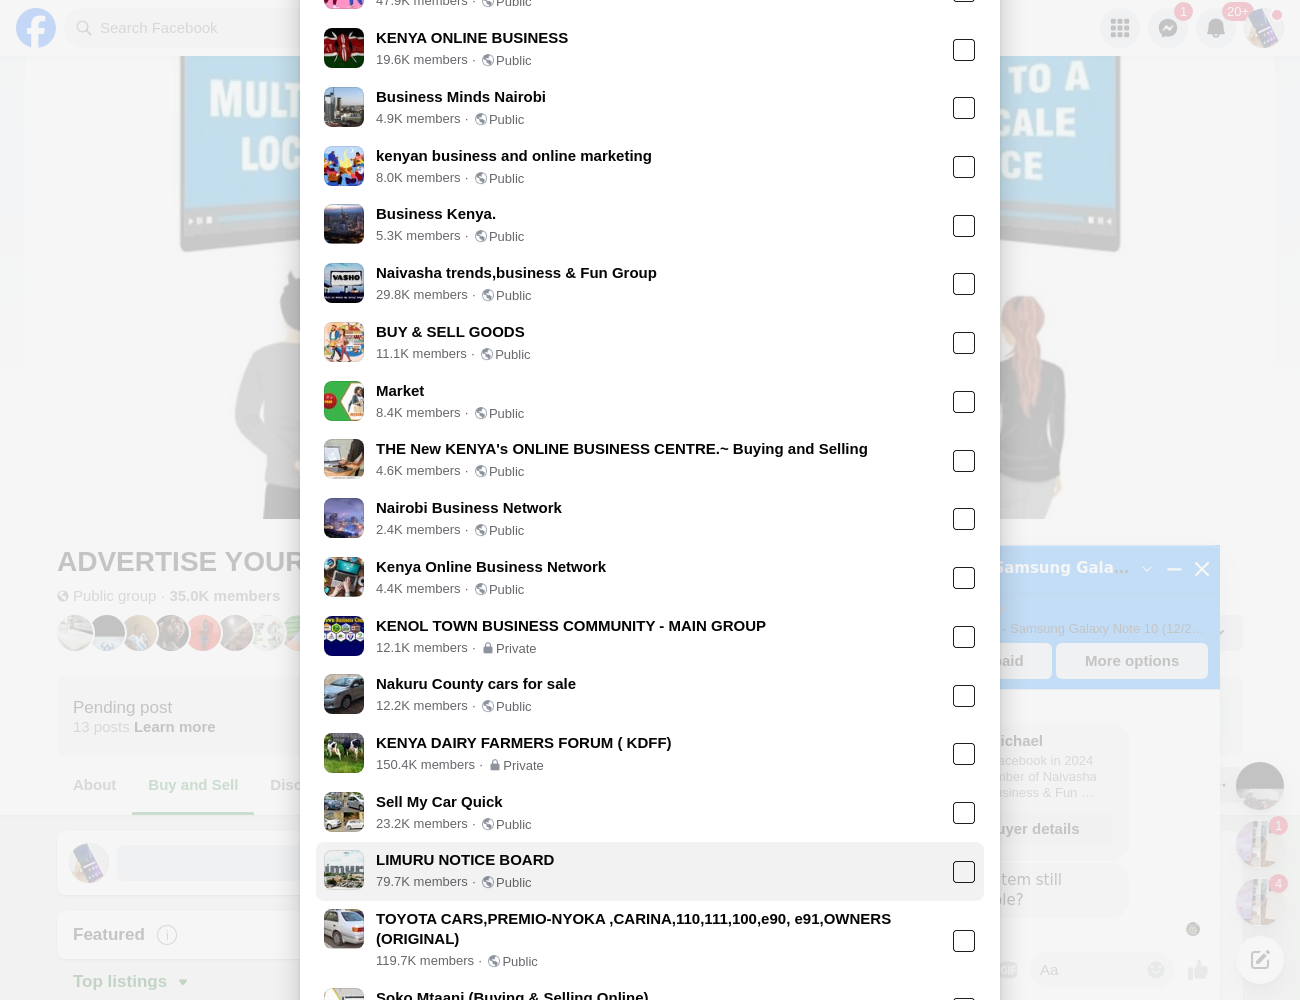 Search Facebook
1
20+
47.9K members · Public
KENYA ONLINE BUSINESS
19.6K members · Public
Business Minds Nairobi
4.9K members · Public
kenyan business and online marketing
8.0K members · Public
Business Kenya.
5.3K members · Public
Naivasha trends,business & Fun Group
29.8K members · Public
BUY & SELL GOODS
11.1K members · Public
Market
8.4K members · Public
THE New KENYA's ONLINE BUSINESS CENTRE.~ Buying and Selling
4.6K members · Public
Nairobi Business Network
2.4K members · Public
Kenya Online Business Network
4.4K members · Public
KENOL TOWN BUSINESS COMMUNITY - MAIN GROUP
12.1K members · Private
Nakuru County cars for sale
12.2K members · Public
KENYA DAIRY FARMERS FORUM ( KDFF)
150.4K members · Private
Sell My Car Quick
23.2K members · Public
LIMURU NOTICE BOARD
79.7K members · Public
TOYOTA CARS,PREMIO-NYOKA ,CARINA,110,111,100,e90, e91,OWNERS
(ORIGINAL)
119.7K members · Public
Soko Mtaani (Buying & Selling Online)
MULT
LOC
TO A
CALE
CE
VASHO
ADVERTISE YOUR
Public group · 35.0K members
Pending post
13 posts Learn more
About
Buy and Sell
Disc
Featured
Top listings
Samsung Gala...
- Samsung Galaxy Note 10 (12/2...
paid
More options
ichael
acebook in 2024
mber of Naivasha
siness & Fun ...
uyer details
tem still
le?
GIF
Aa
1
4